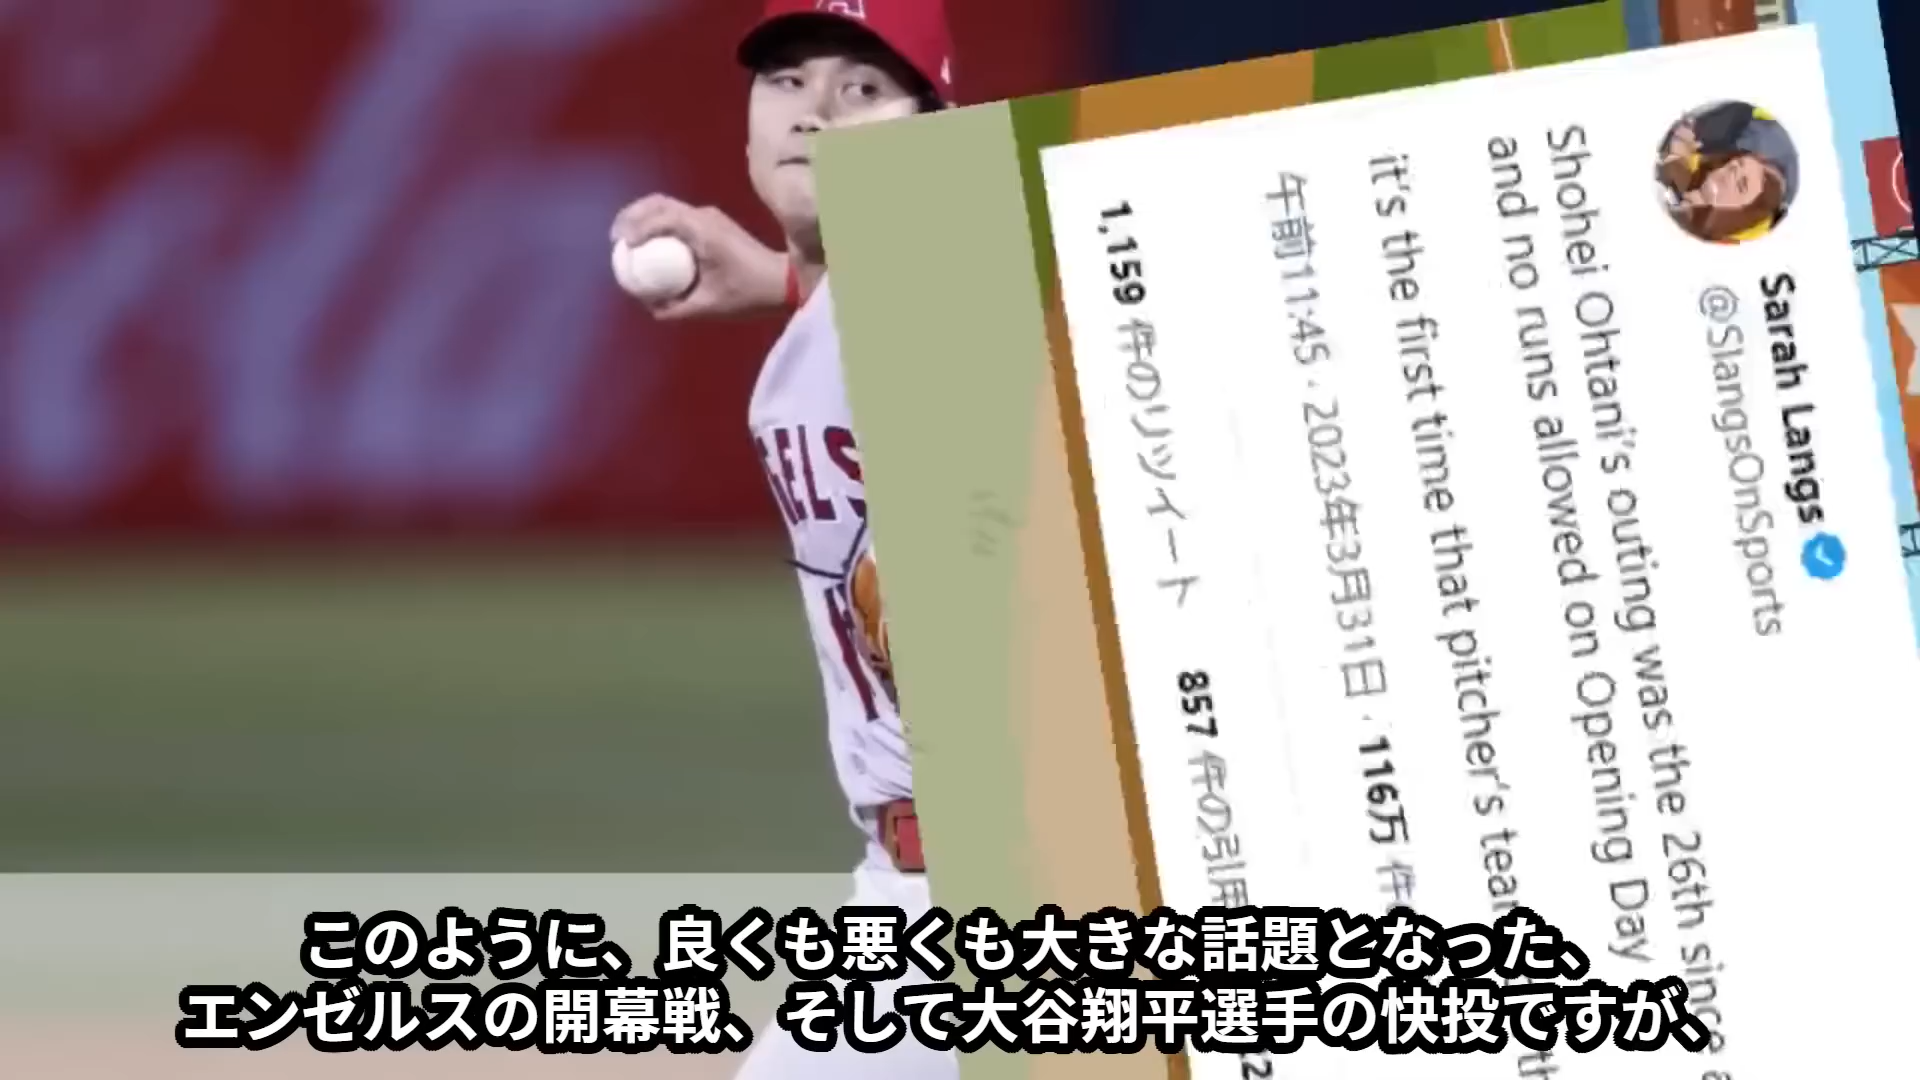 Sarah Langs
@SlangsOnSports
Shohei Ohtani's outing was the 26th since
and no runs allowed on Opening Day
it's the first time that pitcher's team
午前11:45 · 2023年3月31日 · 116万 件
1,159 件のリツイート 857 件の引用
GELS
このように、良くも悪くも大きな話題となった、
エンゼルスの開幕戦、そして大谷翔平選手の快投ですが、